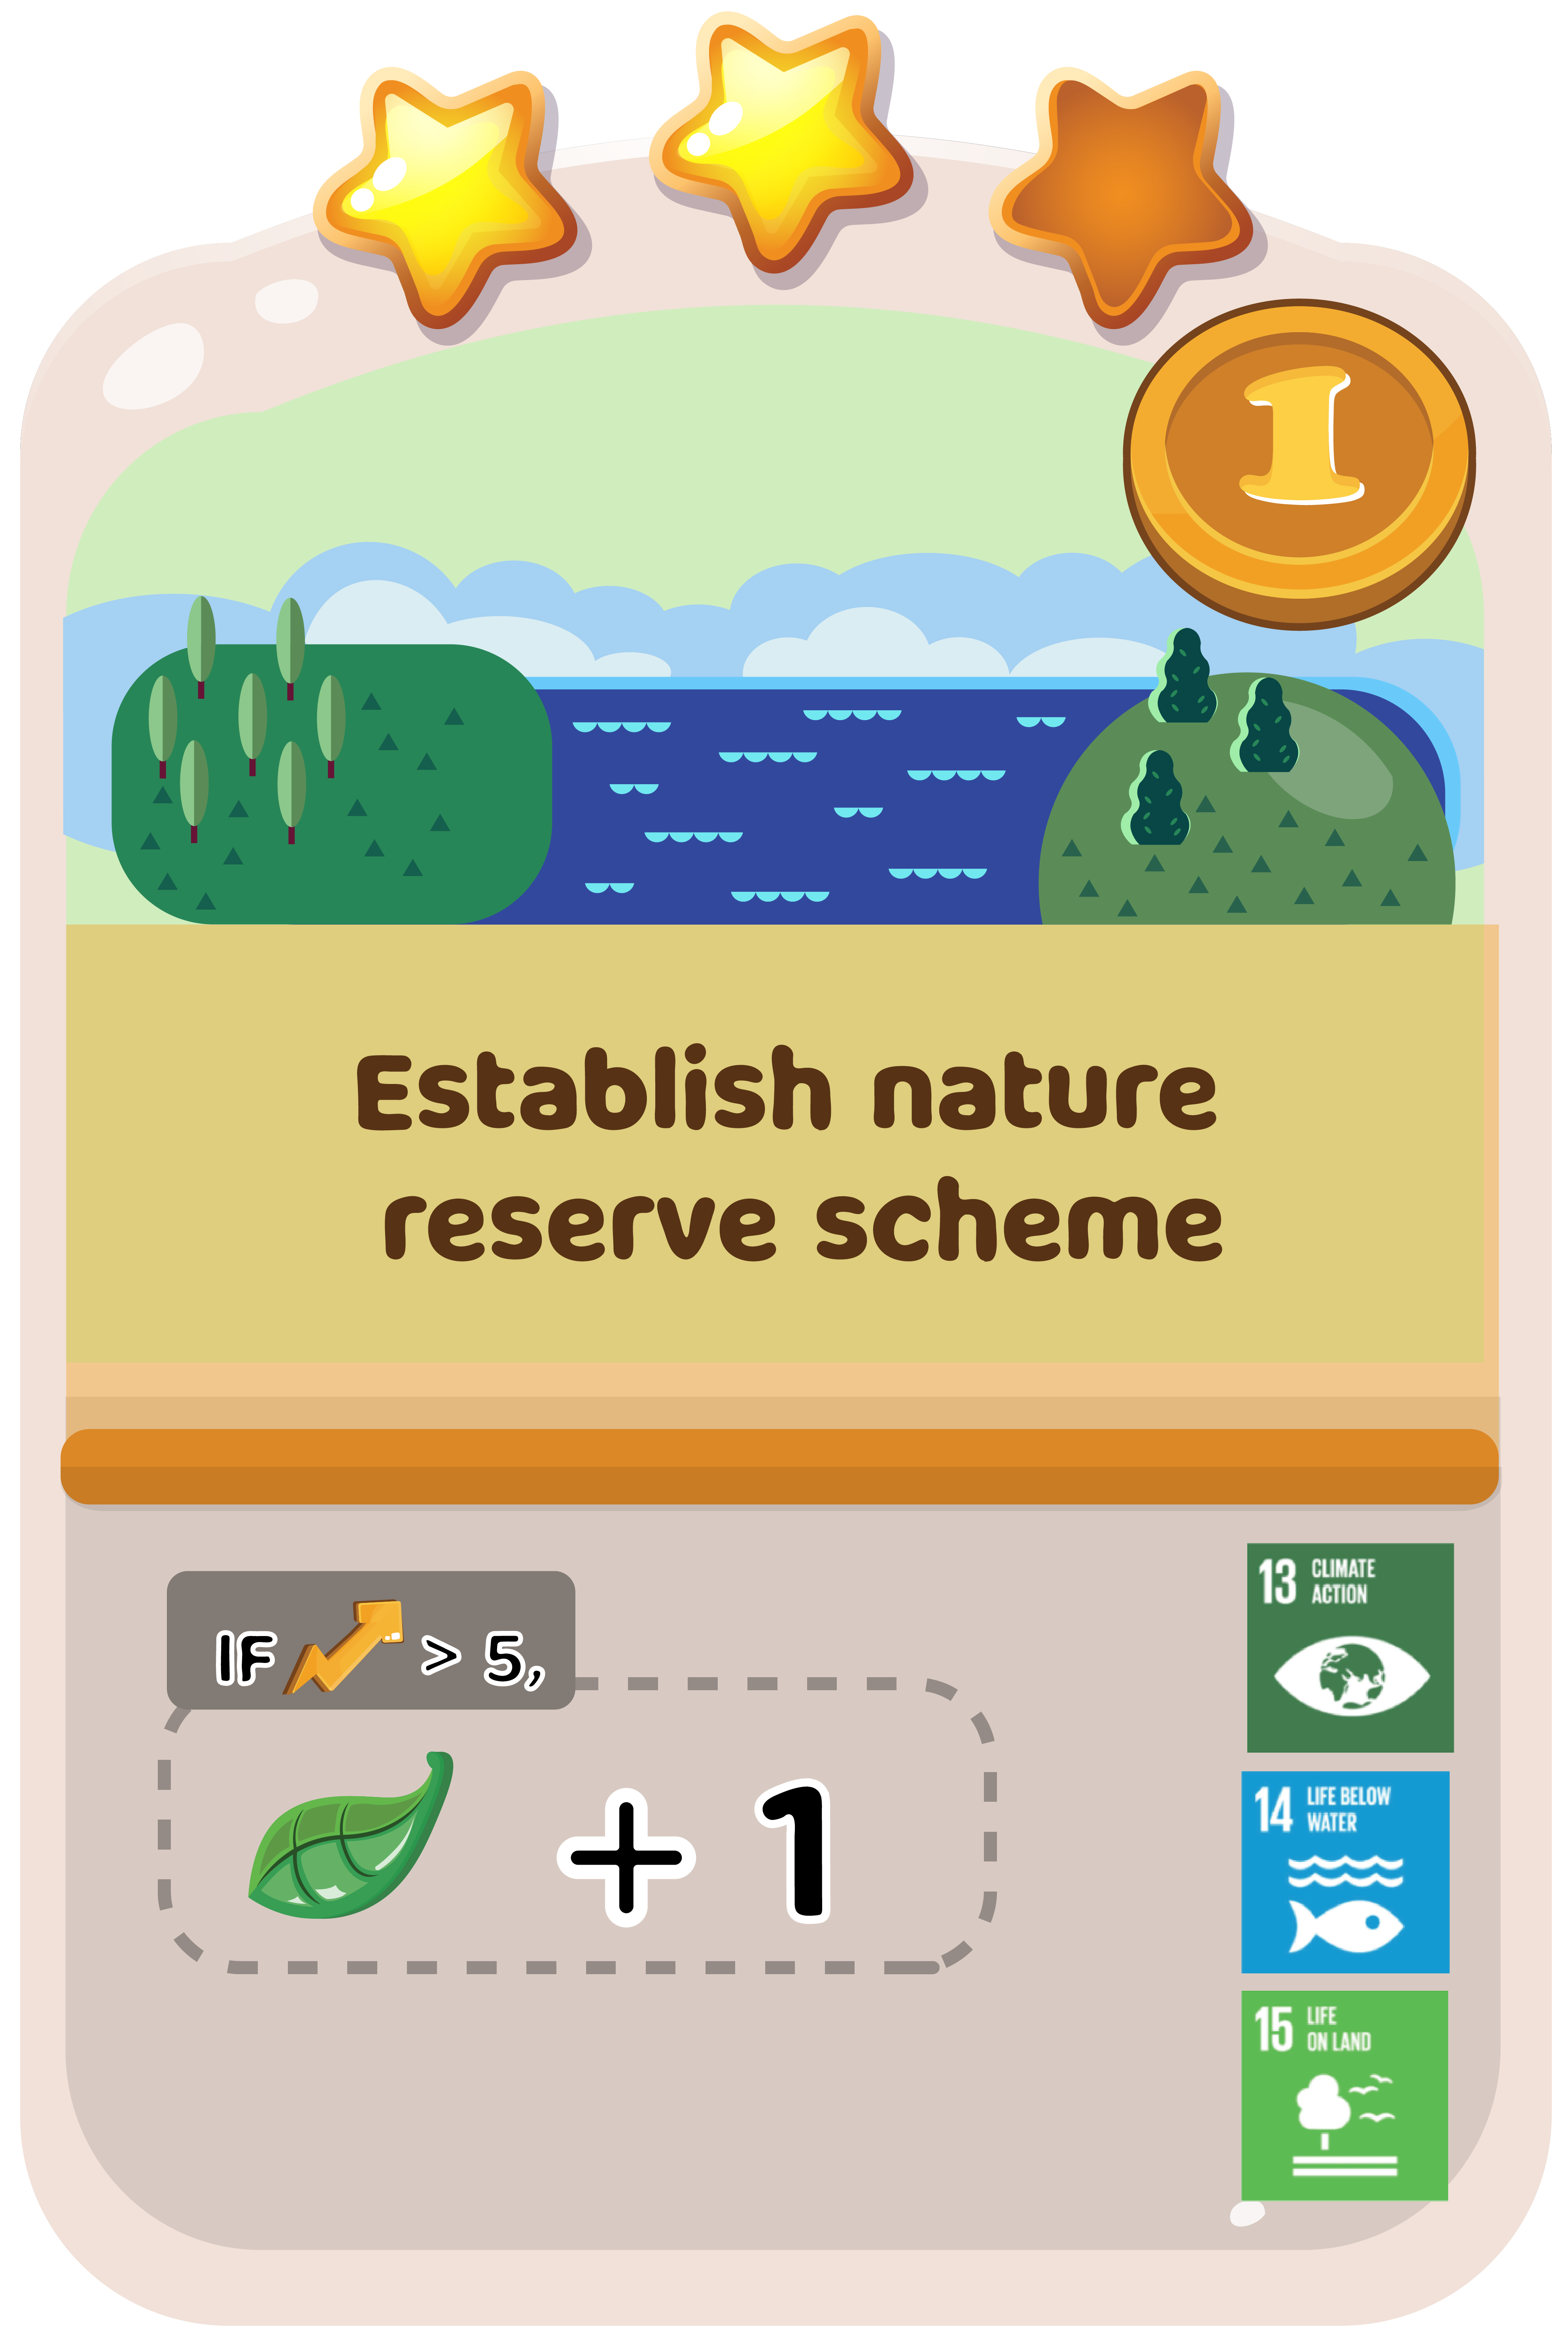 1
Establish nature
reserve scheme
IF > 5,
+ 1
13 CLIMATE
ACTION
14 LIFE BELOW
WATER
15 LIFE
ON LAND